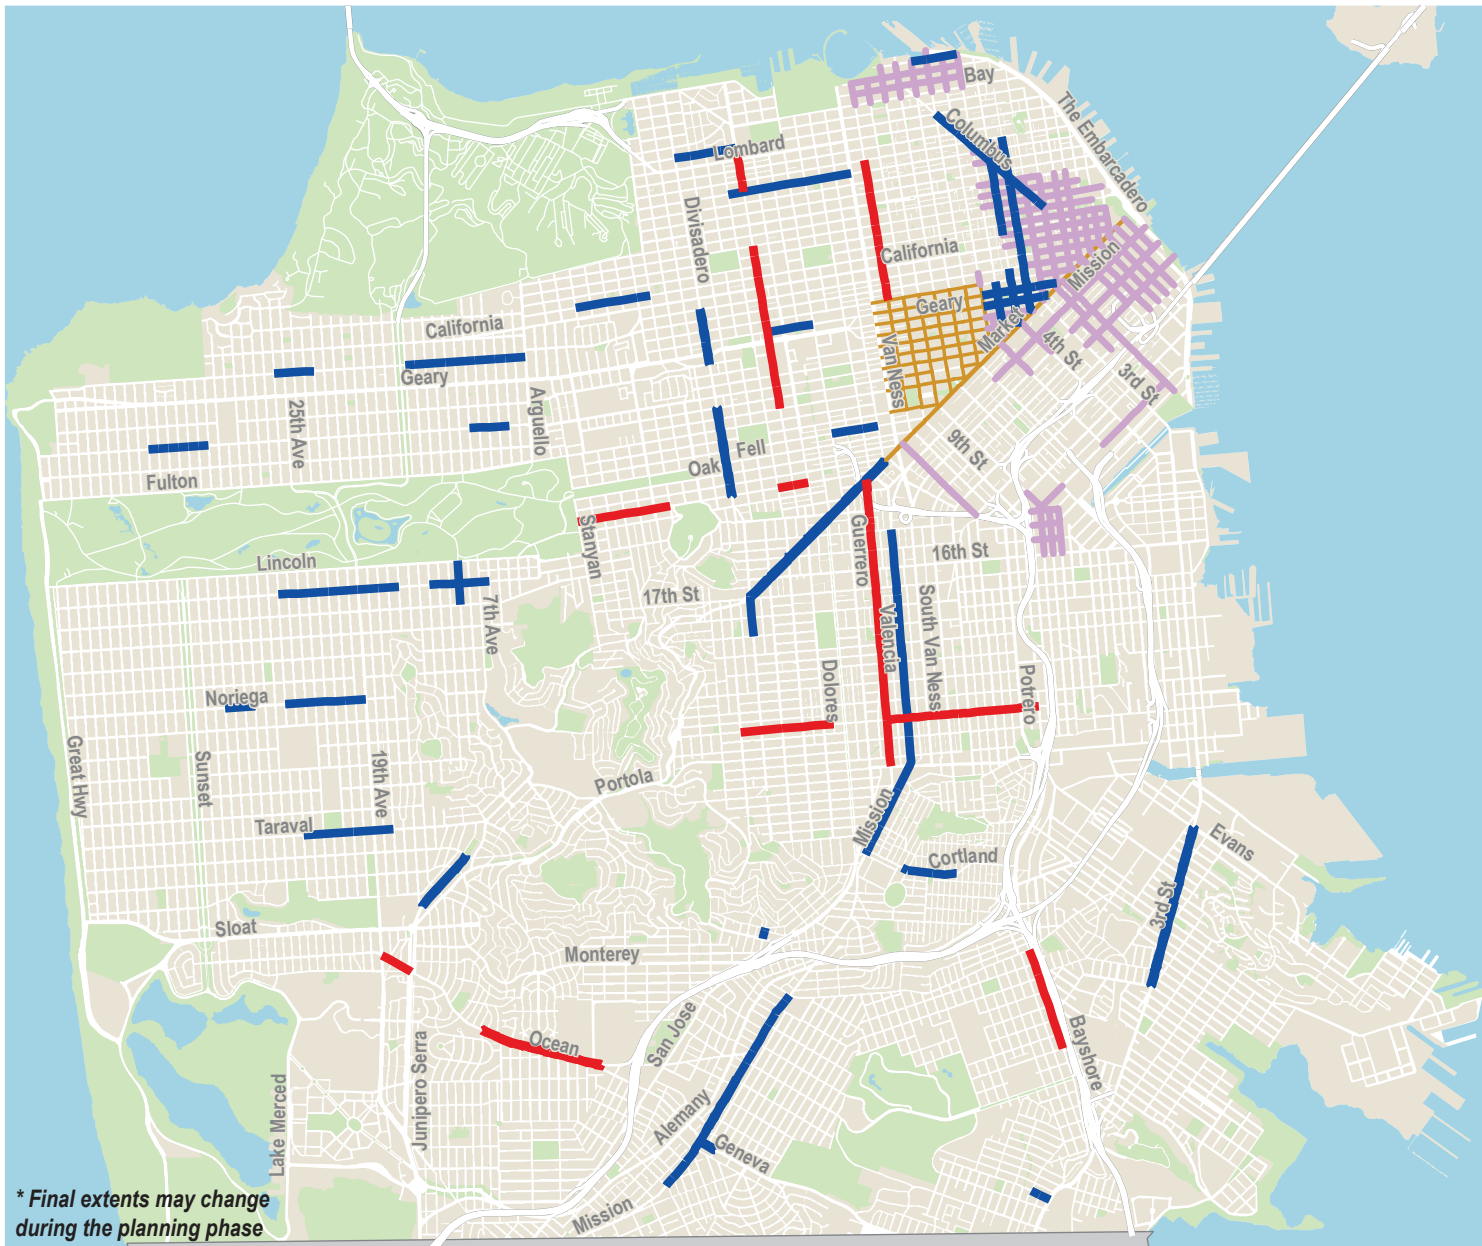 Bay
The Embarcadero
Columbus
Lombard
Divisadero
California
Mission
Geary
Market
California
Van Ness
4th St
3rd St
Geary
Arguello
25th Ave
Fell
Oak
9th St
Fulton
Stanyan
Guerrero
16th St
Lincoln
17th St
7th Ave
Valencia
South Van Ness
Dolores
Potrero
Noriega
Great Hwy
Sunset
19th Ave
Portola
Taraval
Mission
Cortland
Evans
3rd St
Sloat
Monterey
San Jose
Ocean
Bayshore
Junipero Serra
Lake Merced
Alemany
Geneva
* Final extents may change
during the planning phase
Mission